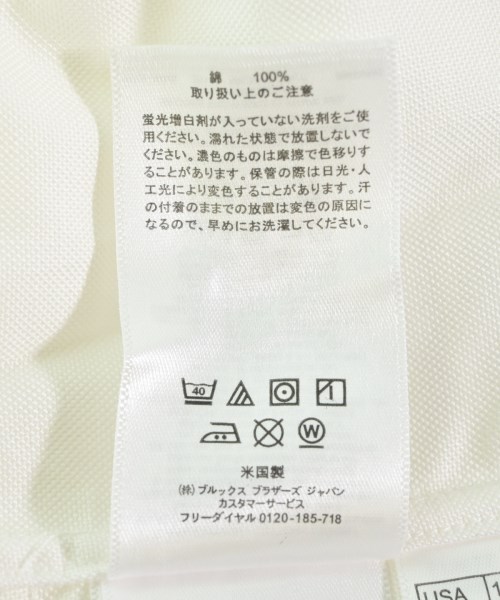 綿 100%
取り扱い上のご注意
蛍光増白剤が入っていない洗剤をご使
用ください。濡れた状態で放置しないで
ください。濃色のものは摩擦で色移りす
ることがあります。保管の際は日光・人
工光により変色することがあります。汗
の付着のままでの放置は変色の原因に
なるので、早めにお洗濯してください。
40
W
米国製
㈱ ブルックス ブラザーズ ジャパン
カスタマーサービス
フリーダイヤル 0120-185-718
USA